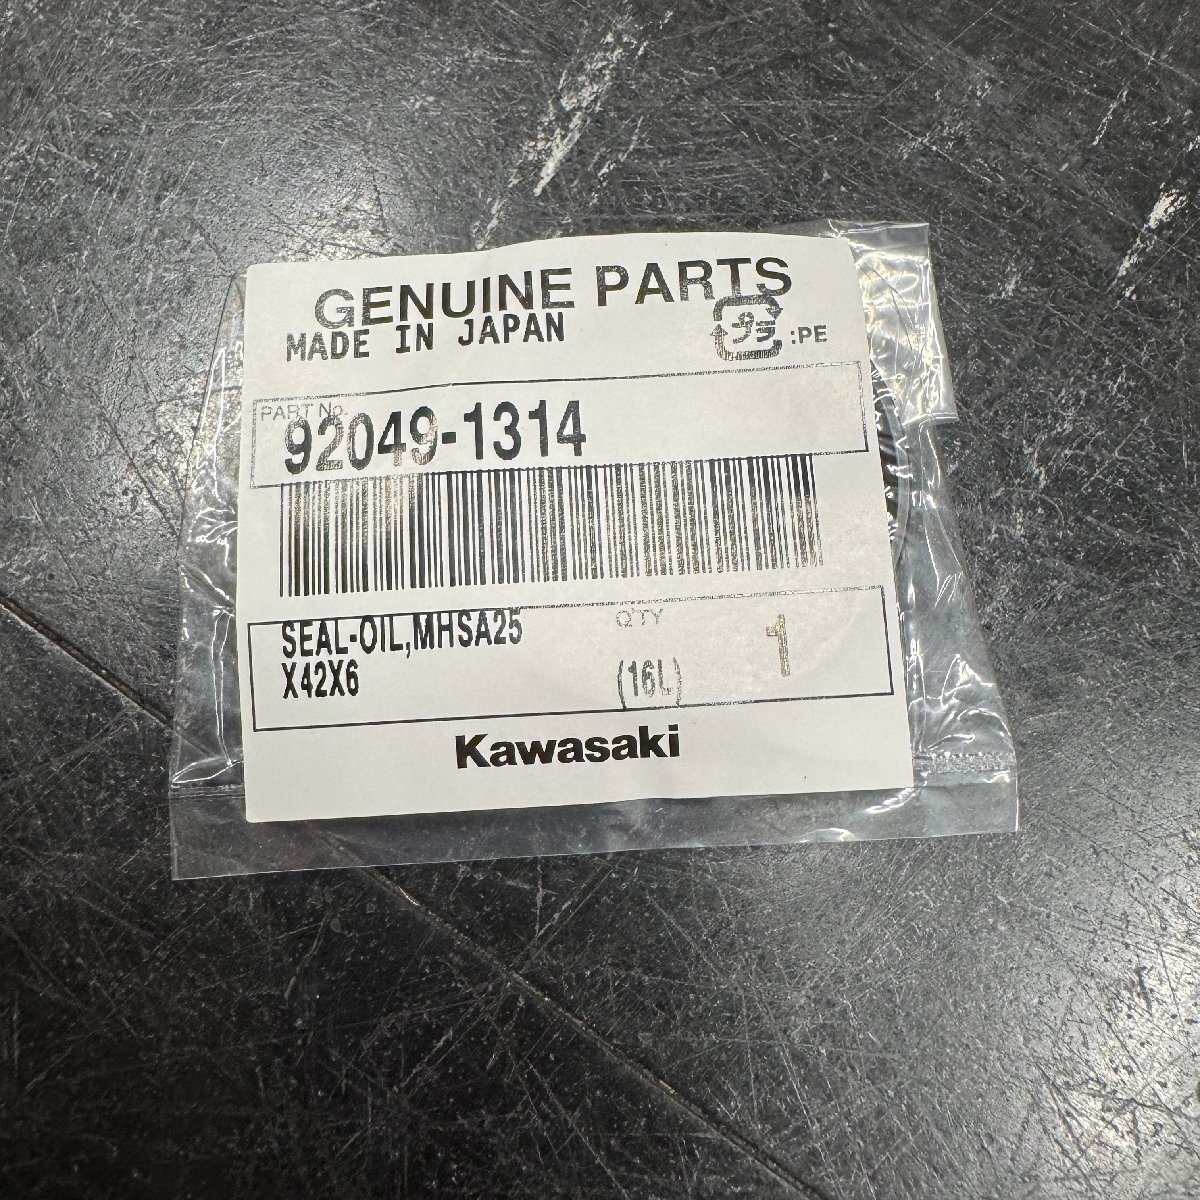 GENUINE PARTS
MADE IN JAPAN
プラ :PE
PART No.
92049-1314
SEAL-OIL,MHSA25
X42X6
Q'TY
(16L)
1
Kawasaki